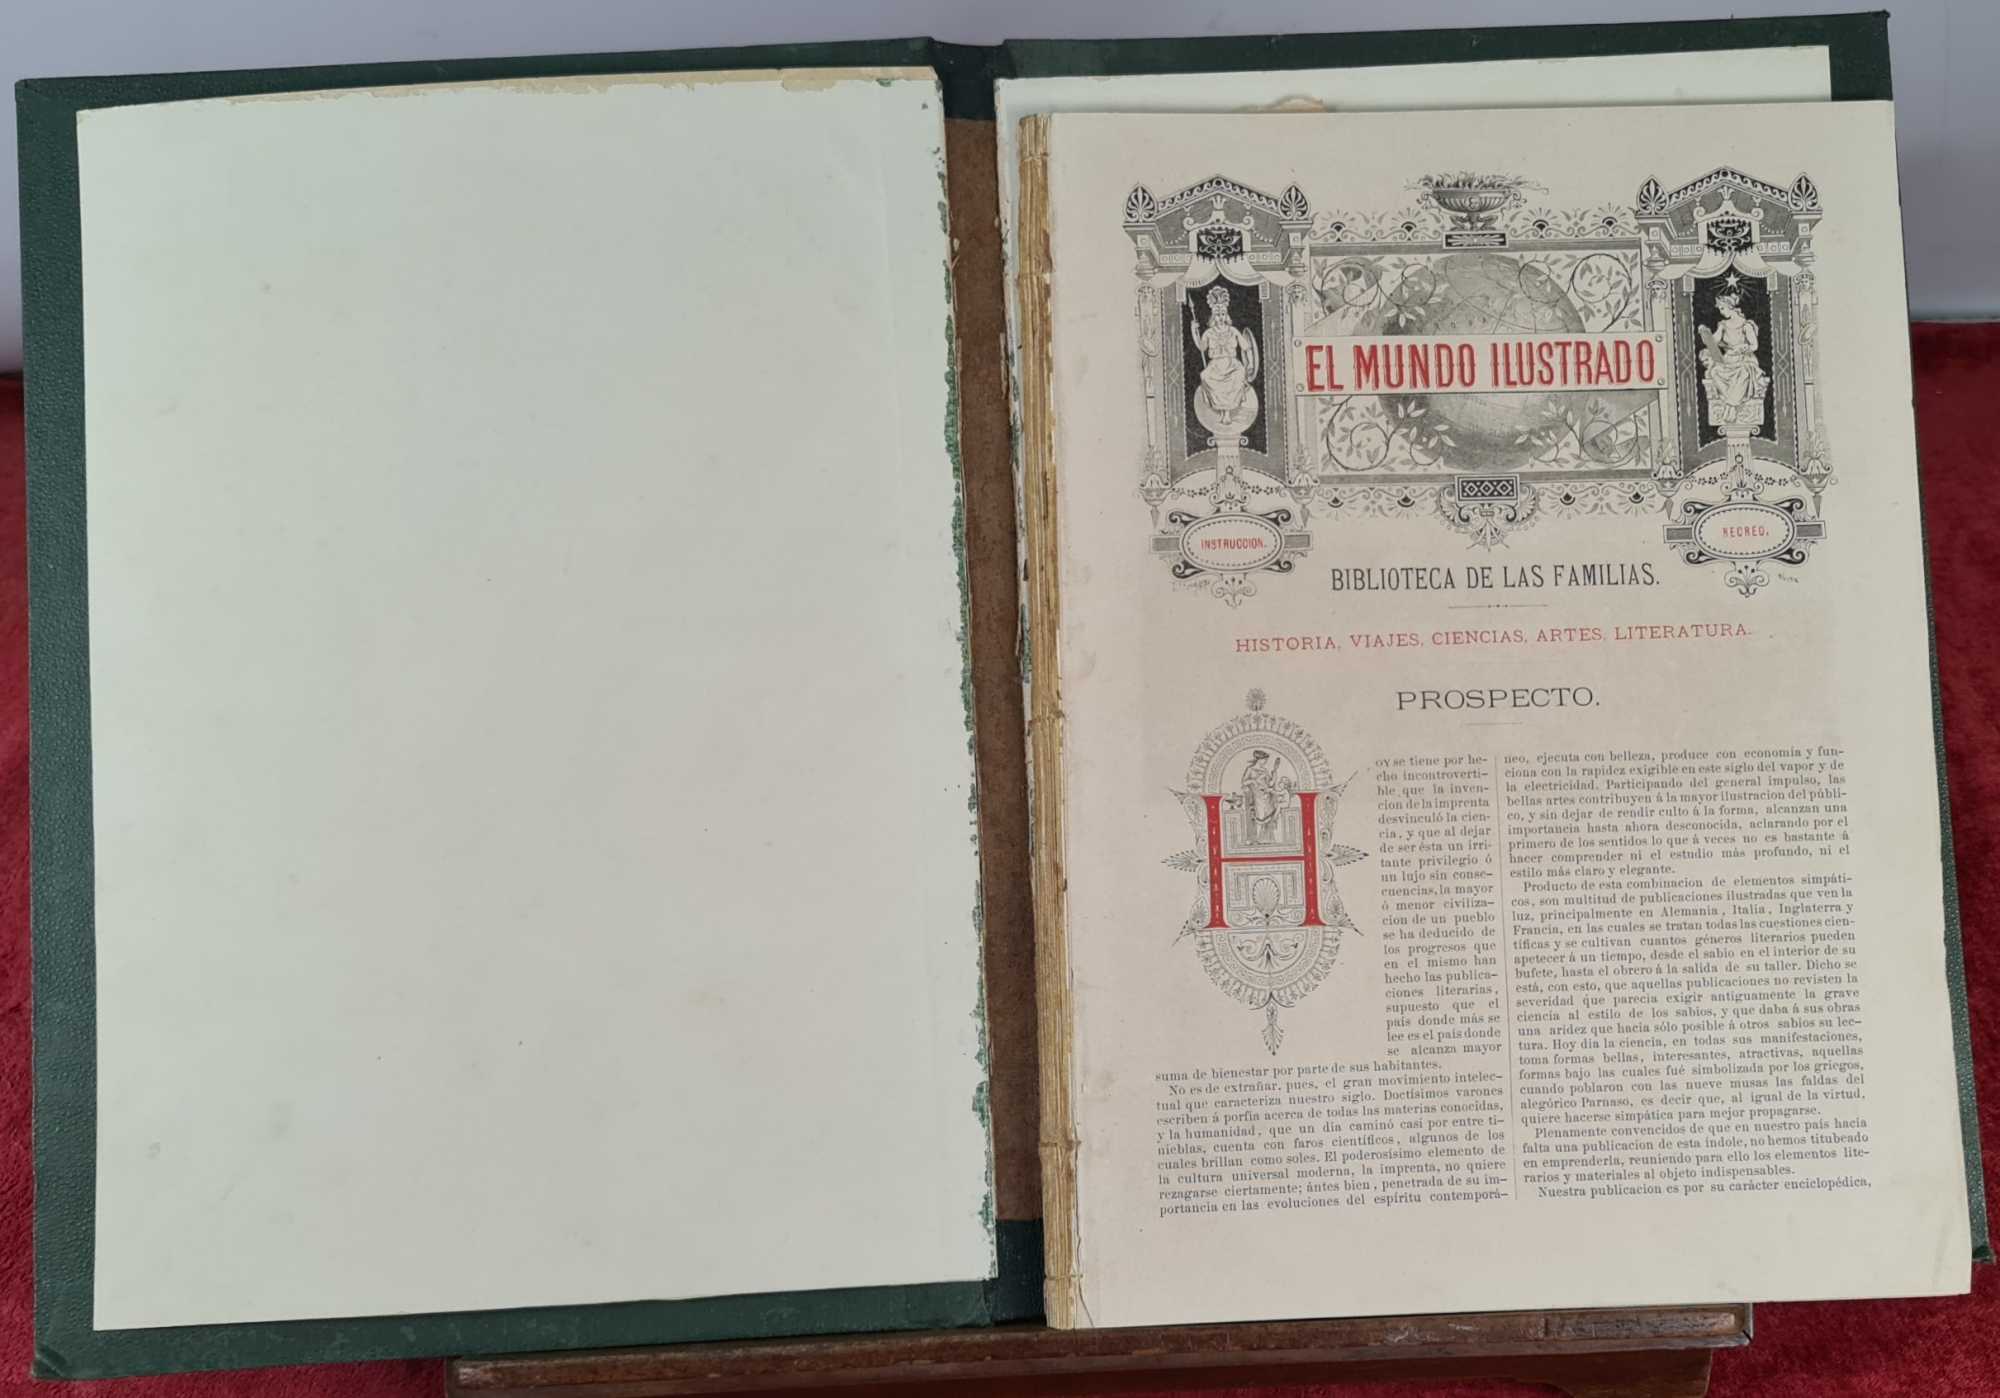 EL MUNDO ILUSTRADO
INSTRUCCION.
RECREO.
BIBLIOTECA DE LAS FAMILIAS.
HISTORIA, VIAJES, CIENCIAS, ARTES, LITERATURA.
PROSPECTO.
HOY se tiene por he-
cho incontroverti-
ble que la inven-
cion de la imprenta
desvinculó la cien-
cia, y que al dejar
de ser ésta un irri-
tante privilegio ó
un lujo sin conse-
cuencias, la mayor
ó menor civiliza-
cion de un pueblo
se ha deducido de
los progresos que
en el mismo han
hecho las publica-
ciones literarias,
supuesto que el
país donde más se
lee es el país donde
se alcanza mayor
suma de bienestar por parte de sus habitantes.
No es de extrañar, pues, el gran movimiento intelec-
tual que caracteriza nuestro siglo. Doctísimos varones
escriben á porfía acerca de todas las materias conocidas,
y la humanidad, que un dia caminó casi por entre ti-
nieblas, cuenta con faros científicos, algunos de los
cuales brillan como soles. El poderosísimo elemento de
la cultura universal moderna, la imprenta, no quiere
rezagarse ciertamente; ántes bien, penetrada de su im-
portancia en las evoluciones del espíritu contemporá-
neo, ejecuta con belleza, produce con economía y fun-
ciona con la rapidez exigible en este siglo del vapor y de
la electricidad. Participando del general impulso, las
bellas artes contribuyen á la mayor ilustracion del públi-
co, y sin dejar de rendir culto á la forma, alcanzan una
importancia hasta ahora desconocida, aclarando por el
primero de los sentidos lo que á veces no es bastante á
hacer comprender ni el estudio más profundo, ni el
estilo más claro y elegante.
Producto de esta combinacion de elementos simpáti-
cos, son multitud de publicaciones ilustradas que ven la
luz, principalmente en Alemania, Italia, Inglaterra y
Francia, en las cuales se tratan todas las cuestiones cien-
tíficas y se cultivan cuantos géneros literarios pueden
apetecer á un tiempo, desde el sabio en el interior de su
bufete, hasta el obrero á la salida de su taller. Dicho se
está, con esto, que aquellas publicaciones no revisten la
severidad que parecia exigir antiguamente la grave
ciencia al estilo de los sabios, y que daba á sus obras
una aridez que hacia sólo posible á otros sabios su lec-
tura. Hoy dia la ciencia, en todas sus manifestaciones,
toma formas bellas, interesantes, atractivas, aquellas
formas bajo las cuales fué simbolizada por los griegos,
cuando poblaron con las nueve musas las faldas del
alegórico Parnaso, es decir que, al igual de la virtud,
quiere hacerse simpática para mejor propagarse.
Plenamente convencidos de que en nuestro país hacia
falta una publicacion de esta índole, no hemos titubeado
en emprenderla, reuniendo para ello los elementos lite-
rarios y materiales al objeto indispensables.
Nuestra publicacion es por su carácter enciclopédica,